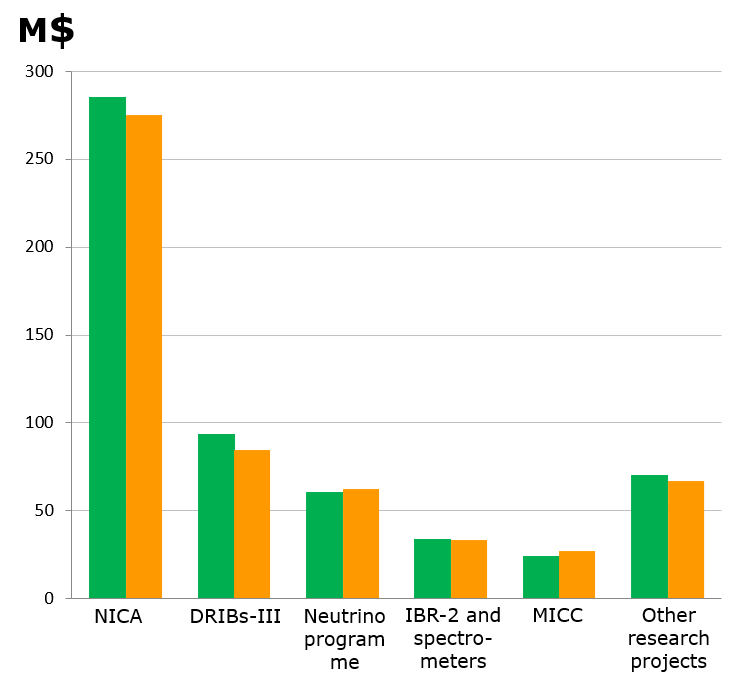 M$
300
250
200
150
100
50
0
NICA
DRIBs-III
Neutrino
program
me
IBR-2 and
spectro-
meters
MICC
Other
research
projects